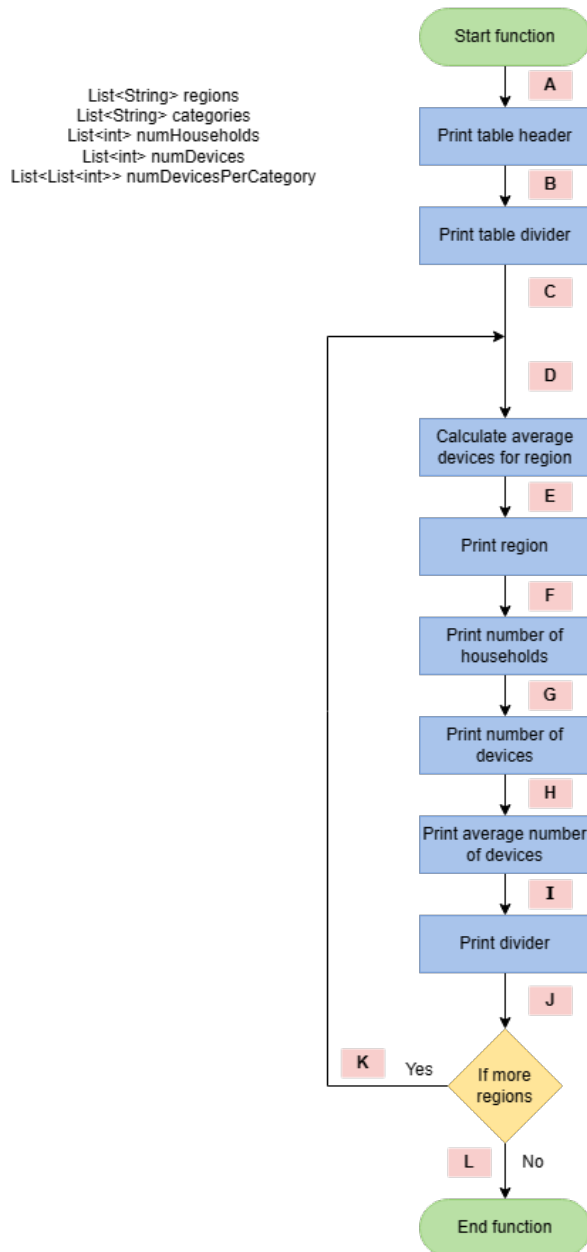 Start function
A
List<String> regions
List<String> categories
List<int> numHouseholds
List<int> numDevices
List<List<int>> numDevicesPerCategory
Print table header
B
Print table divider
C
D
Calculate average
devices for region
E
Print region
F
Print number of
households
G
Print number of
devices
H
Print average number
of devices
I
Print divider
J
If more
regions
K
Yes
L
No
End function